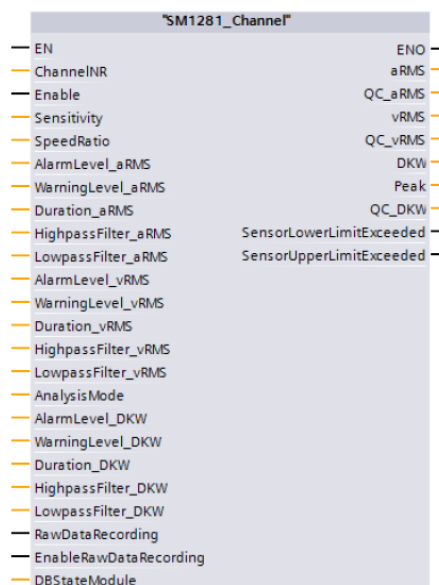 "SM1281_Channel"
EN
ENO
ChannelNR
aRMS
Enable
QC_aRMS
Sensitivity
vRMS
SpeedRatio
QC_vRMS
AlarmLevel_aRMS
DKW
WarningLevel_aRMS
Peak
Duration_aRMS
QC_DKW
HighpassFilter_aRMS
SensorLowerLimitExceeded
LowpassFilter_aRMS
SensorUpperLimitExceeded
AlarmLevel_vRMS
WarningLevel_vRMS
Duration_vRMS
HighpassFilter_vRMS
LowpassFilter_vRMS
AnalysisMode
AlarmLevel_DKW
WarningLevel_DKW
Duration_DKW
HighpassFilter_DKW
LowpassFilter_DKW
RawDataRecording
EnableRawDataRecording
DBStateModule